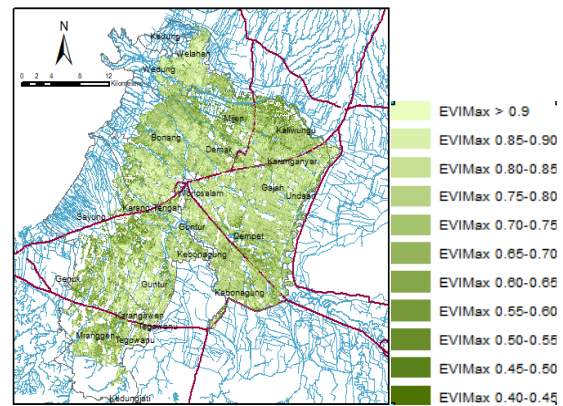 N
0 2 4 8 12
Kilometers
Kedung
Welahan
Wedung
Mijen
Kaliwungu
Bonang
Demak
Karanganyar
Wonosalam
Gajah
Undaan
Karang Tengah
Sayung
Guntur
Dempet
Kebonagung
Genuk
Guntur
Kebonagung
Karangawen
Tegowanu
Mranggen
Tegowanu
Kedungjati
EVIMax > 0.9
EVIMax 0.85-0.90
EVIMax 0.80-0.85
EVIMax 0.75-0.80
EVIMax 0.70-0.75
EVIMax 0.65-0.70
EVIMax 0.60-0.65
EVIMax 0.55-0.60
EVIMax 0.50-0.55
EVIMax 0.45-0.50
EVIMax 0.40-0.45